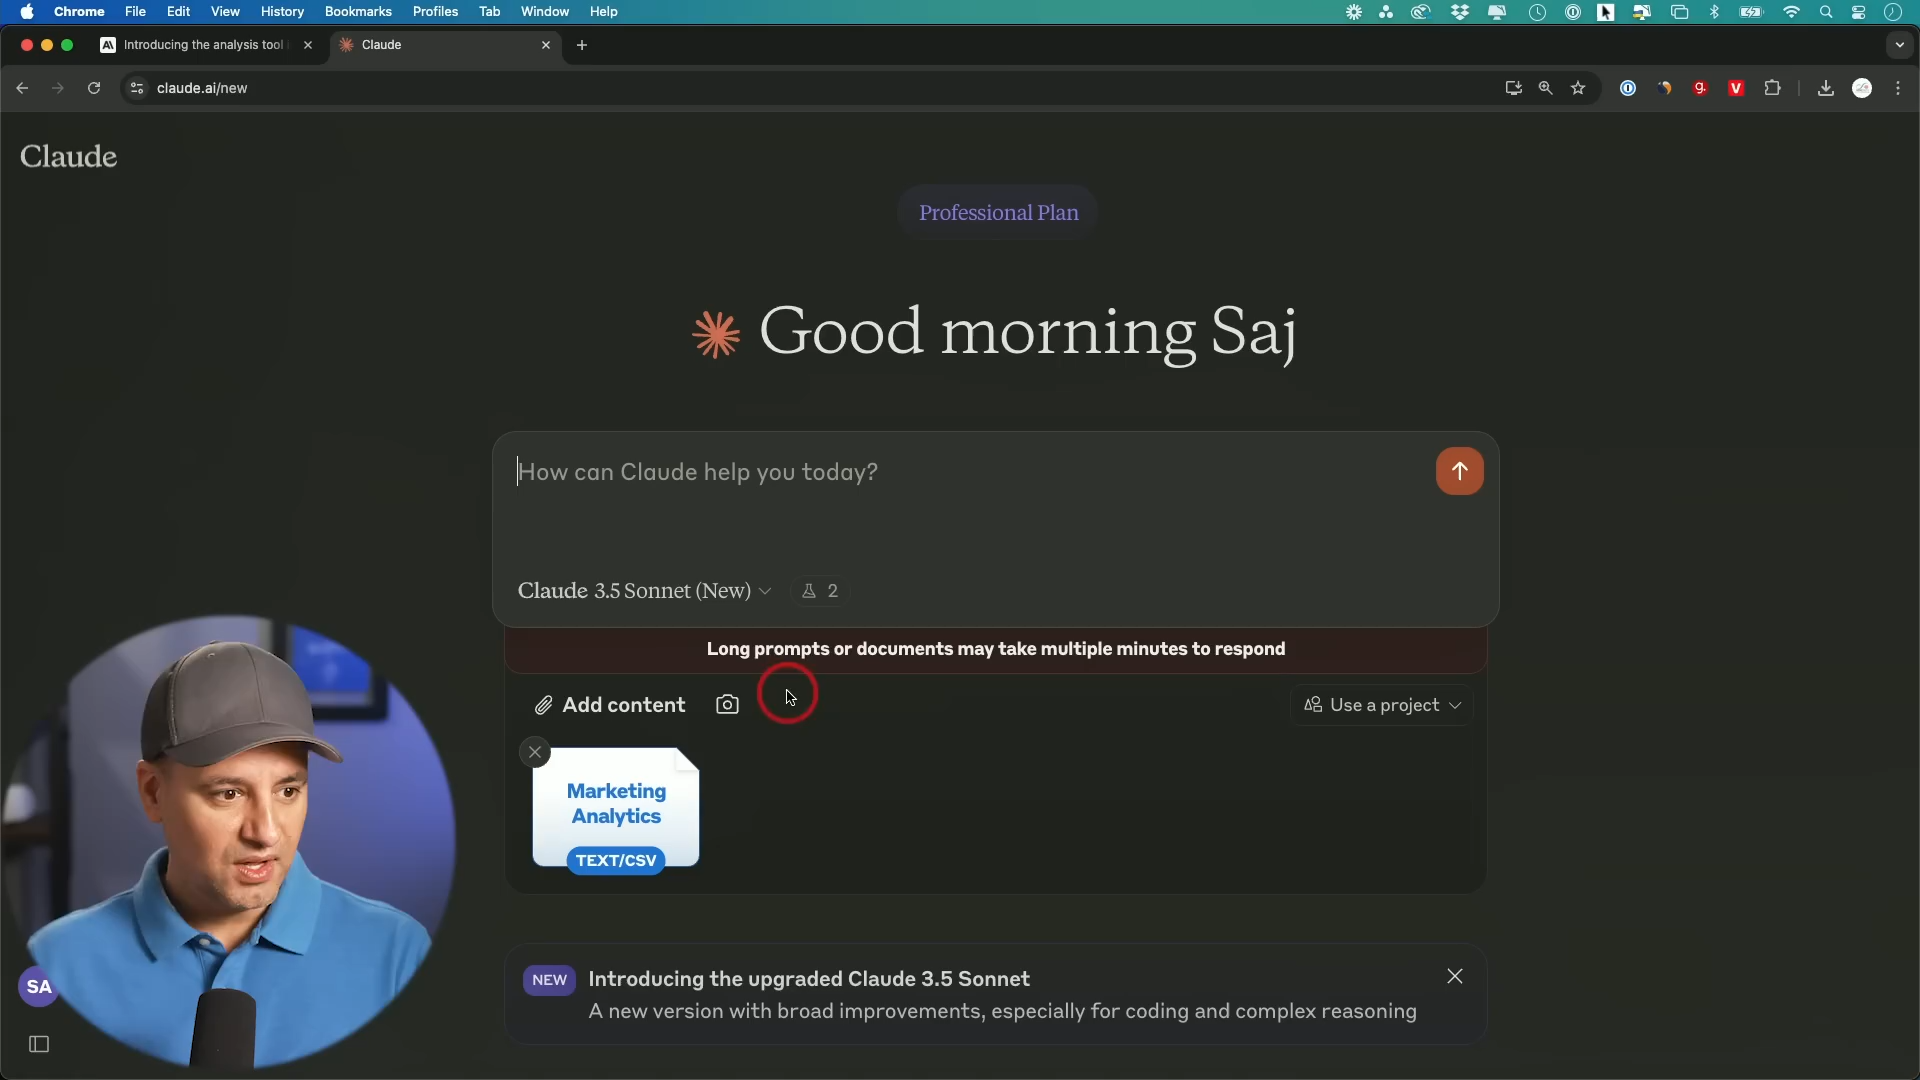 Chrome File Edit View History Bookmarks Profiles Tab Window Help
Introducing the analysis tool
Claude
claude.ai/new
Claude
Professional Plan
Good morning Saj
How can Claude help you today?
Claude 3.5 Sonnet (New)
2
Long prompts or documents may take multiple minutes to respond
Add content
Use a project
Marketing
Analytics
TEXT/CSV
NEW
Introducing the upgraded Claude 3.5 Sonnet
A new version with broad improvements, especially for coding and complex reasoning
SA